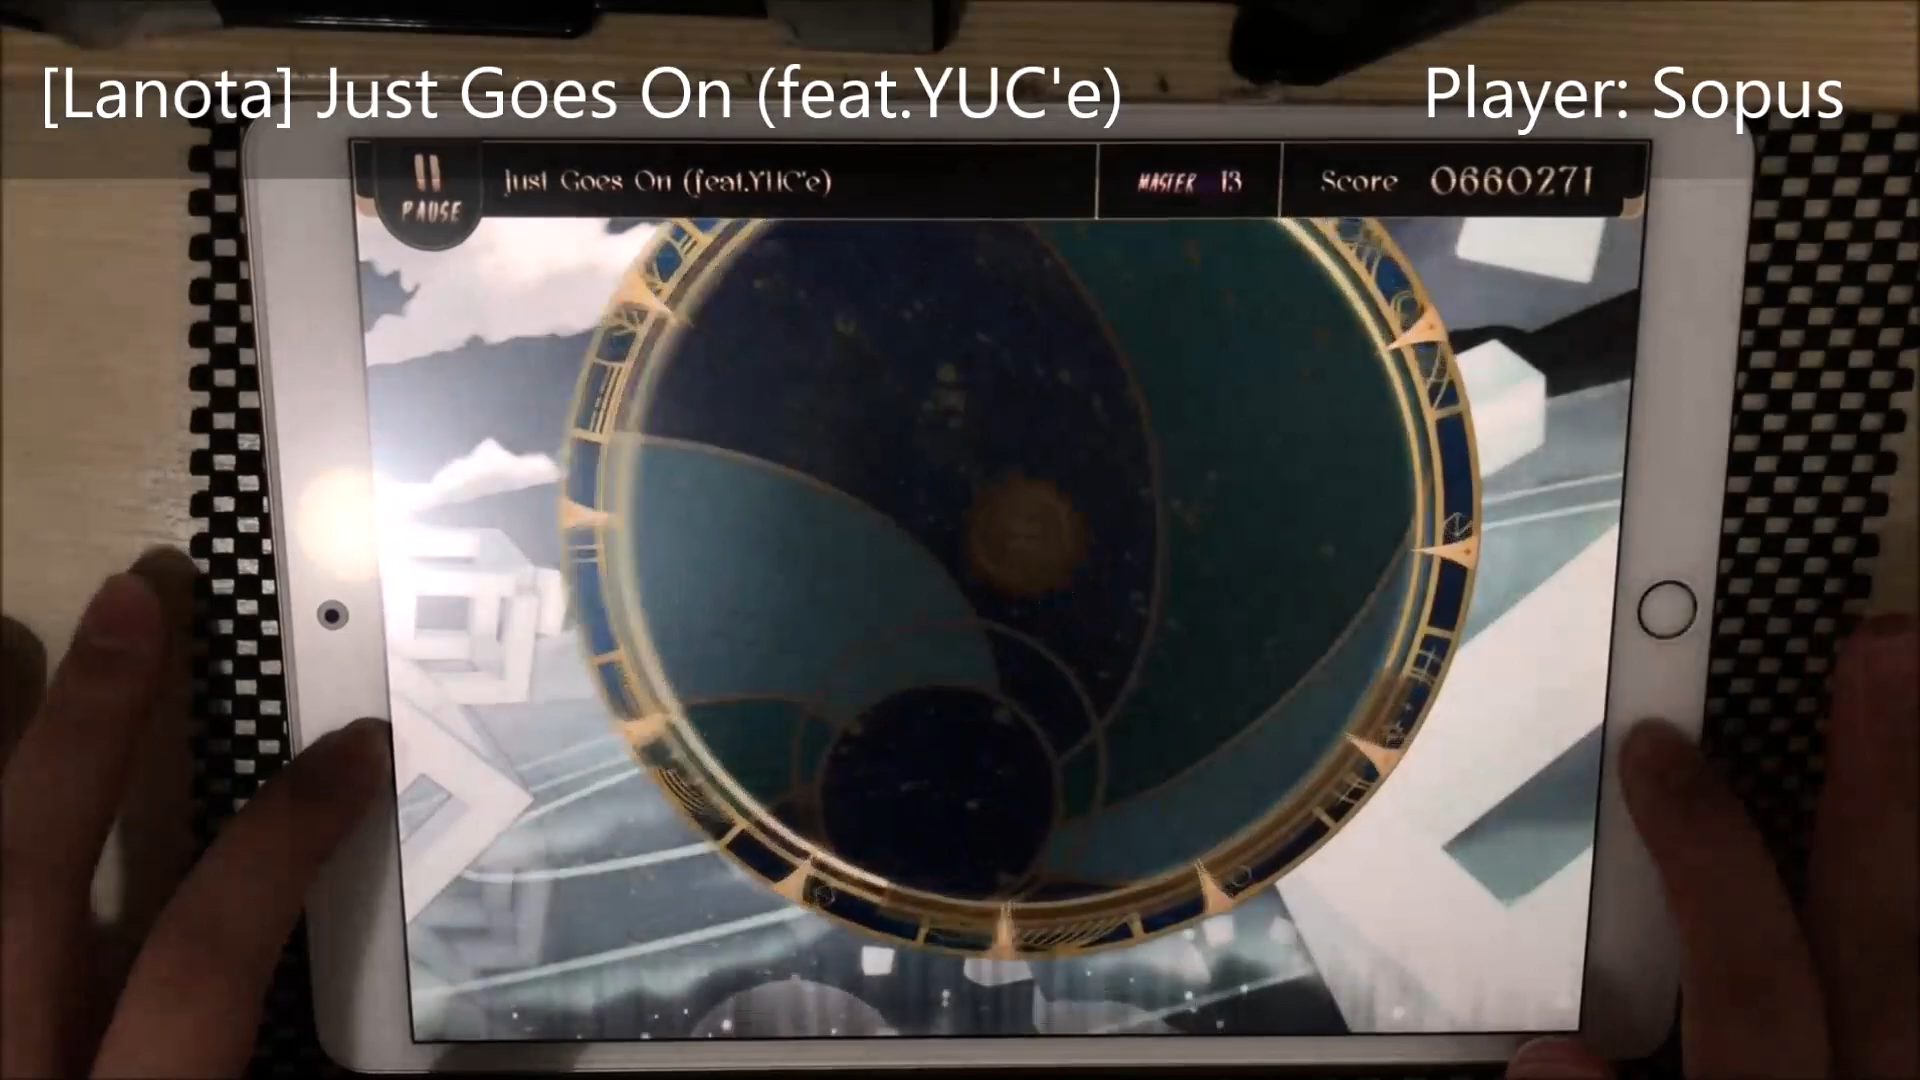 [Lanota] Just Goes On (feat.YUC'e)
Player: Sopus
PAUSE
Just Goes On (feat.YUC'e)
MASTER 13
Score 0660271